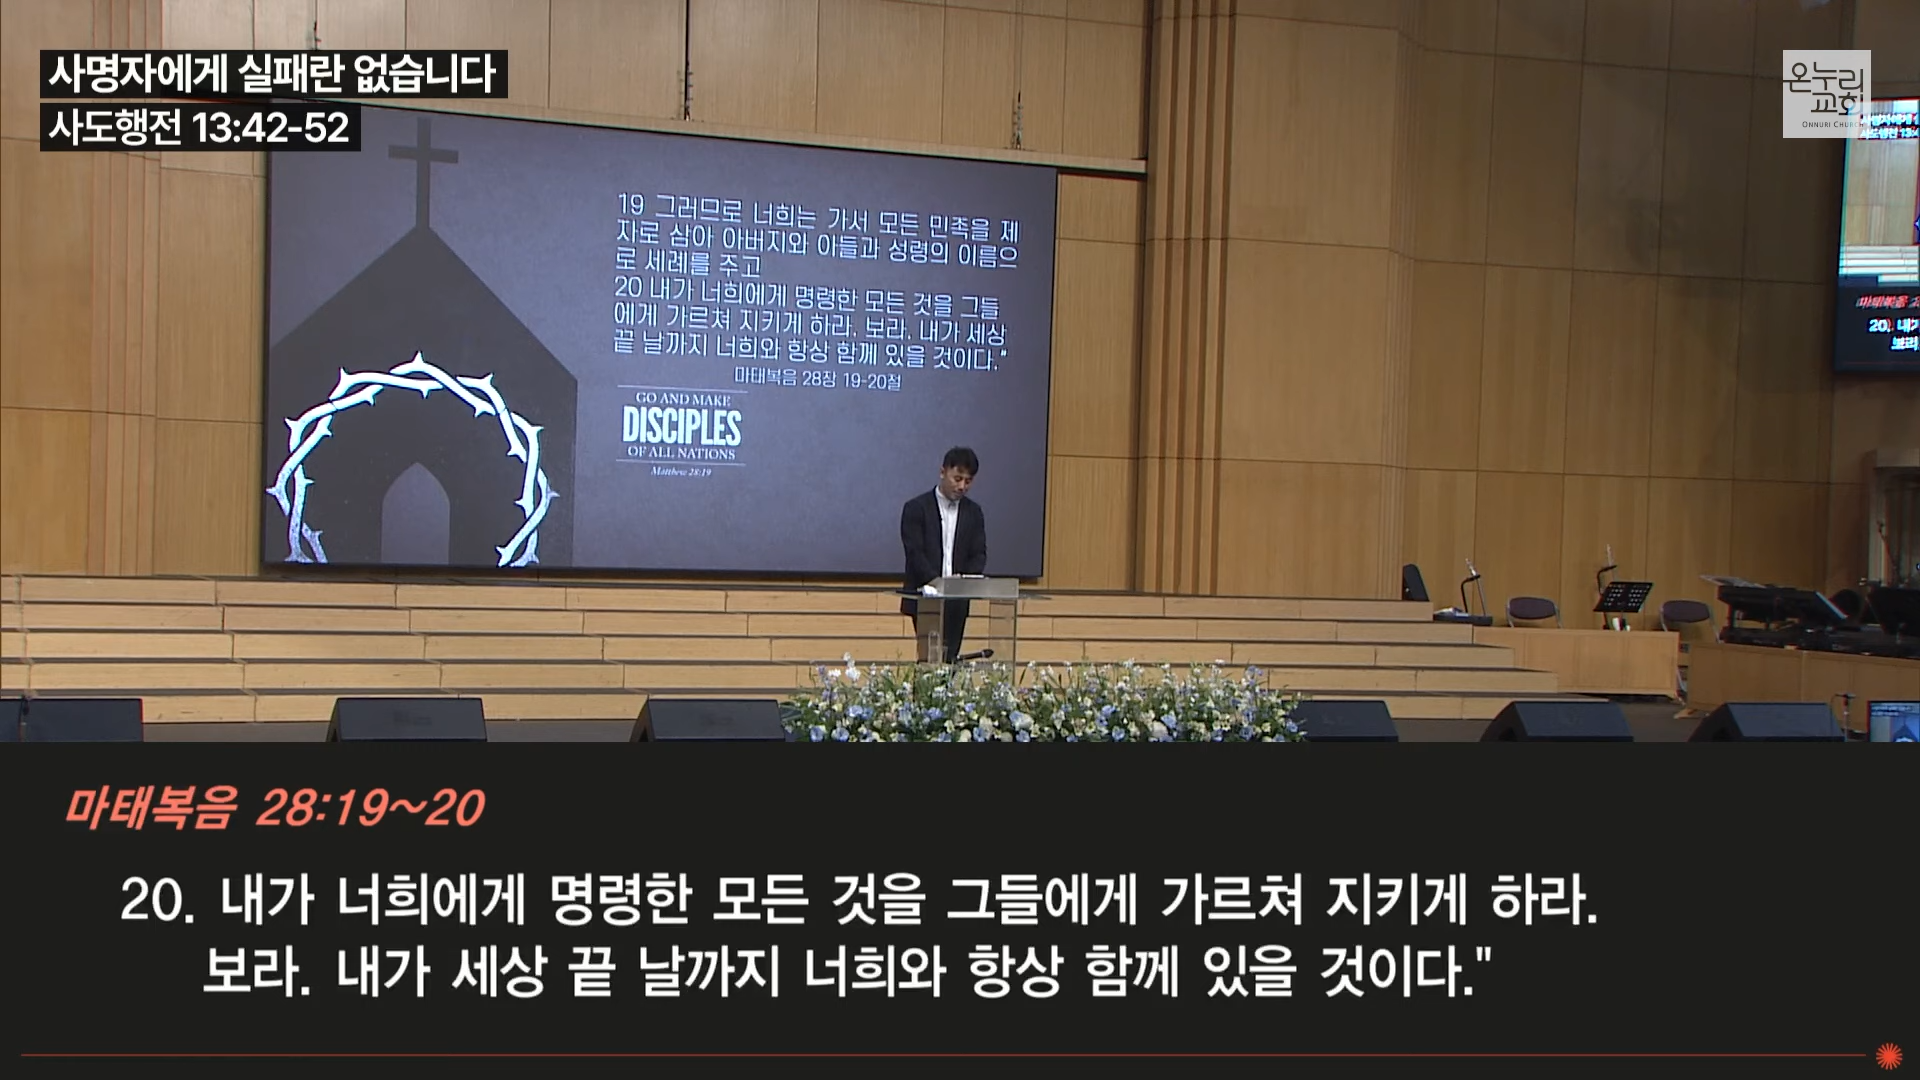 사명자에게 실패란 없습니다
사도행전 13:42-52
온누리
교회
ONNURI CHURCH
19 그러므로 너희는 가서 모든 민족을 제
자로 삼아 아버지와 아들과 성령의 이름으
로 세례를 주고
20 내가 너희에게 명령한 모든 것을 그들
에게 가르쳐 지키게 하라. 보라. 내가 세상
끝 날까지 너희와 항상 함께 있을 것이다."
마태복음 28장 19-20절
GO AND MAKE
DISCIPLES
OF ALL NATIONS
Matthew 28:19
마태복음 28:19~20
20. 내가 너희에게 명령한 모든 것을 그들에게 가르쳐 지키게 하라.
보라. 내가 세상 끝 날까지 너희와 항상 함께 있을 것이다."